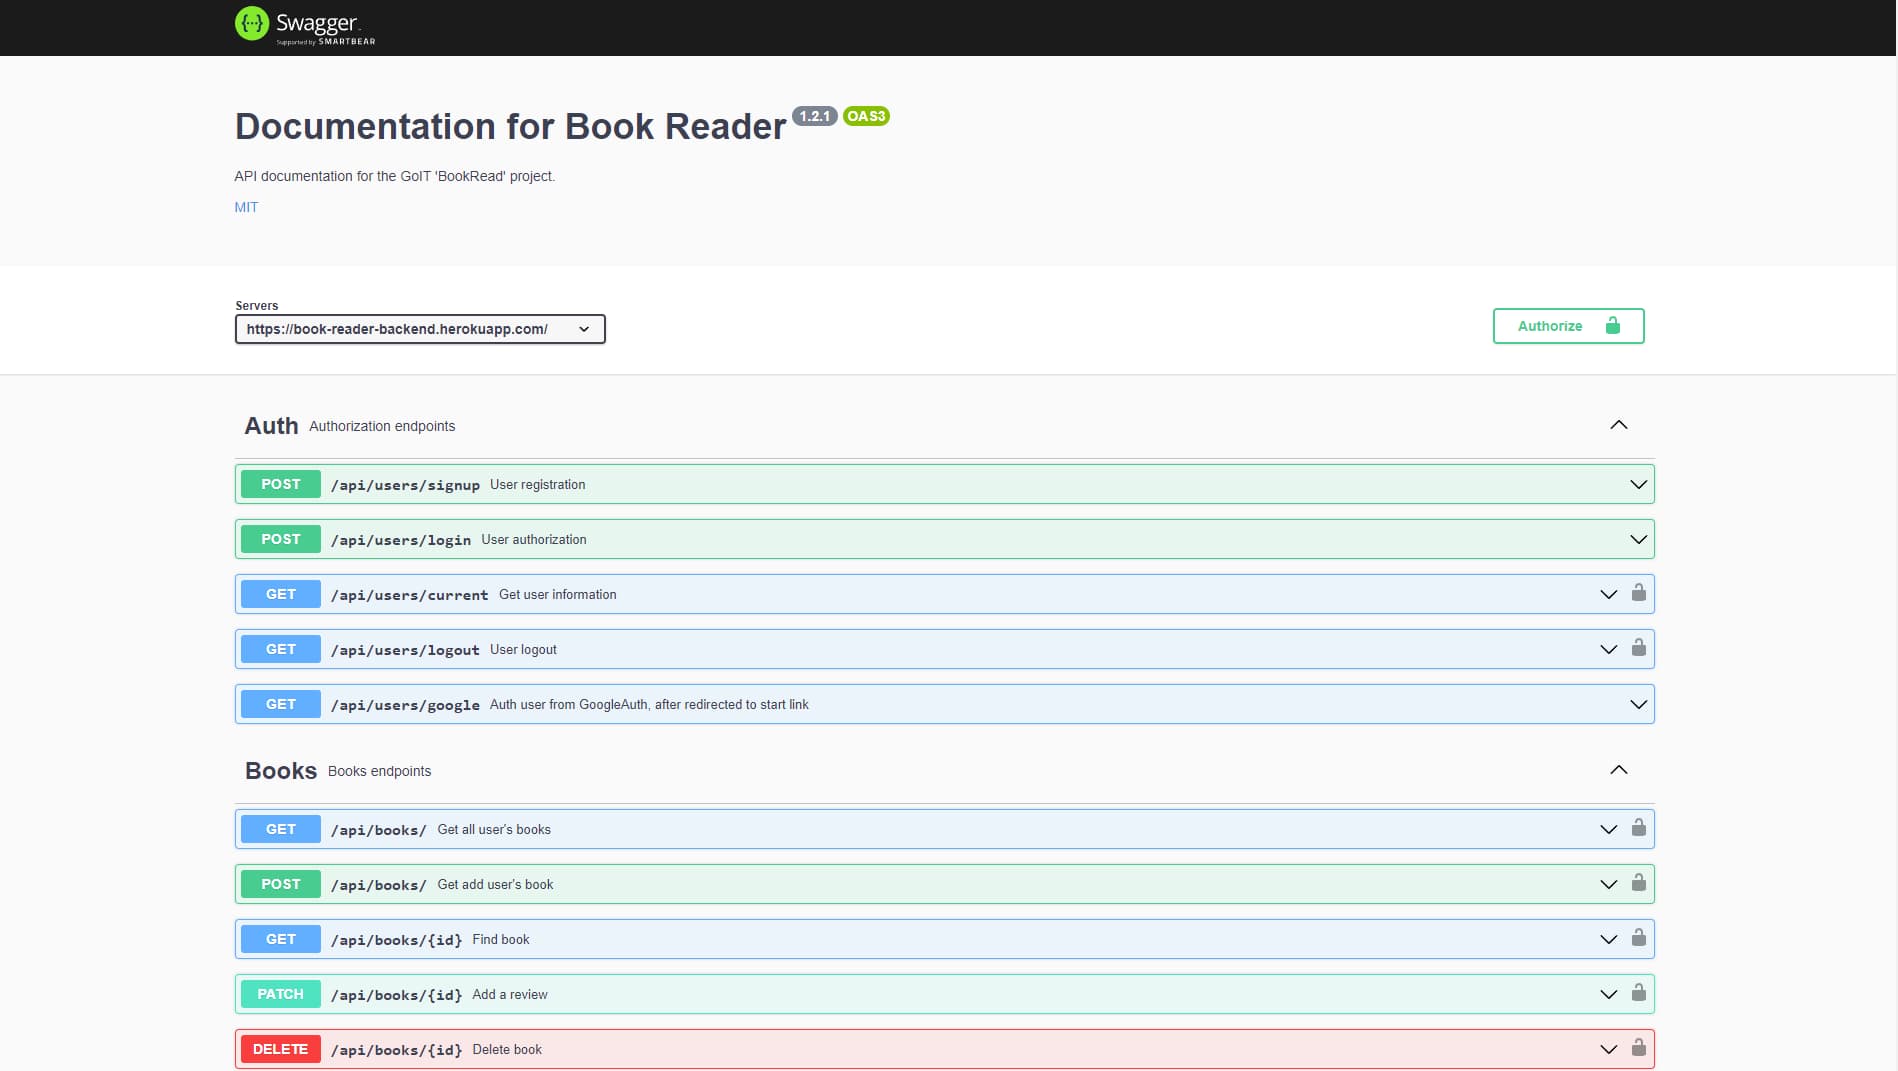 Swagger
Supported by SMARTBEAR
Documentation for Book Reader 1.2.1 OAS3
API documentation for the GoIT 'BookRead' project.
MIT
Servers
https://book-reader-backend.herokuapp.com/
Authorize
Auth Authorization endpoints
POST /api/users/signup User registration
POST /api/users/login User authorization
GET /api/users/current Get user information
GET /api/users/logout User logout
GET /api/users/google Auth user from GoogleAuth, after redirected to start link
Books Books endpoints
GET /api/books/ Get all user's books
POST /api/books/ Get add user's book
GET /api/books/{id} Find book
PATCH /api/books/{id} Add a review
DELETE /api/books/{id} Delete book